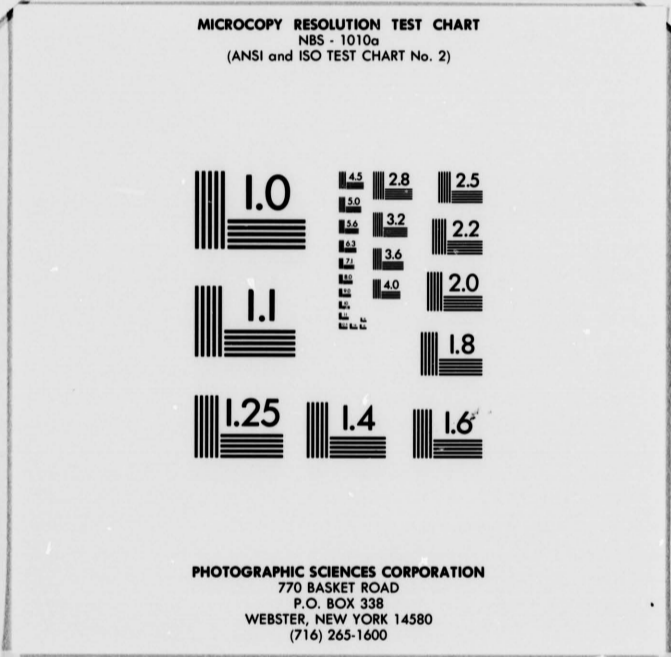 MICROCOPY RESOLUTION TEST CHART
NBS - 1010a
(ANSI and ISO TEST CHART No. 2)
1.0
1.1
1.25
1.4
1.6
1.8
2.0
2.2
2.5
2.8
3.2
3.6
4.0
4.5
5.0
5.6
6.3
7.1
PHOTOGRAPHIC SCIENCES CORPORATION
770 BASKET ROAD
P.O. BOX 338
WEBSTER, NEW YORK 14580
(716) 265-1600